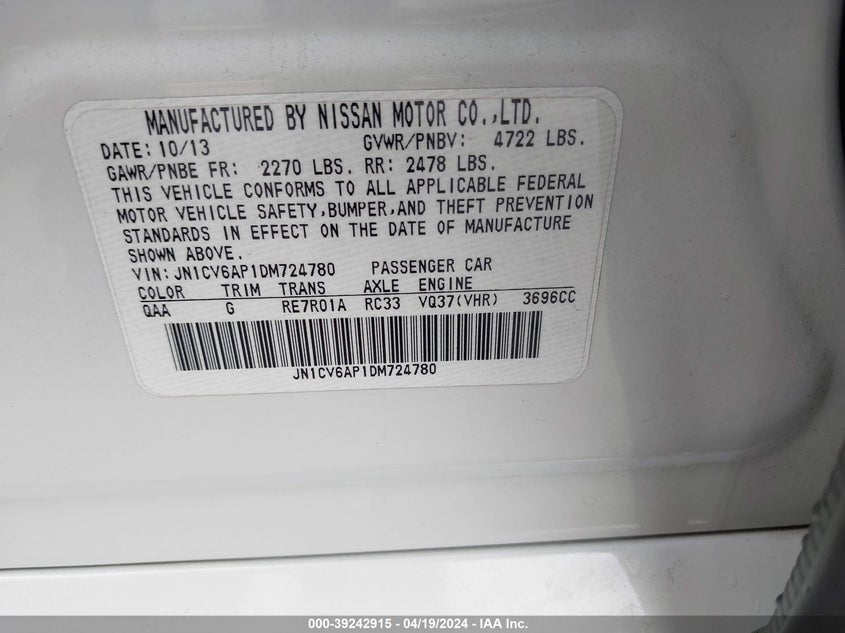 MANUFACTURED BY NISSAN MOTOR CO.,LTD.
DATE: 10/13 GVWR/PNBV: 4722 LBS.
GAWR/PNBE FR: 2270 LBS. RR: 2478 LBS.
THIS VEHICLE CONFORMS TO ALL APPLICABLE FEDERAL
MOTOR VEHICLE SAFETY,BUMPER,AND THEFT PREVENTION
STANDARDS IN EFFECT ON THE DATE OF MANUFACTURE
SHOWN ABOVE.
VIN: JN1CV6AP1DM724780 PASSENGER CAR
COLOR TRIM TRANS AXLE ENGINE
QAA G RE7R01A RC33 VQ37(VHR) 3696CC
JN1CV6AP1DM724780
000-39242915 - 04/19/2024 - IAA Inc.